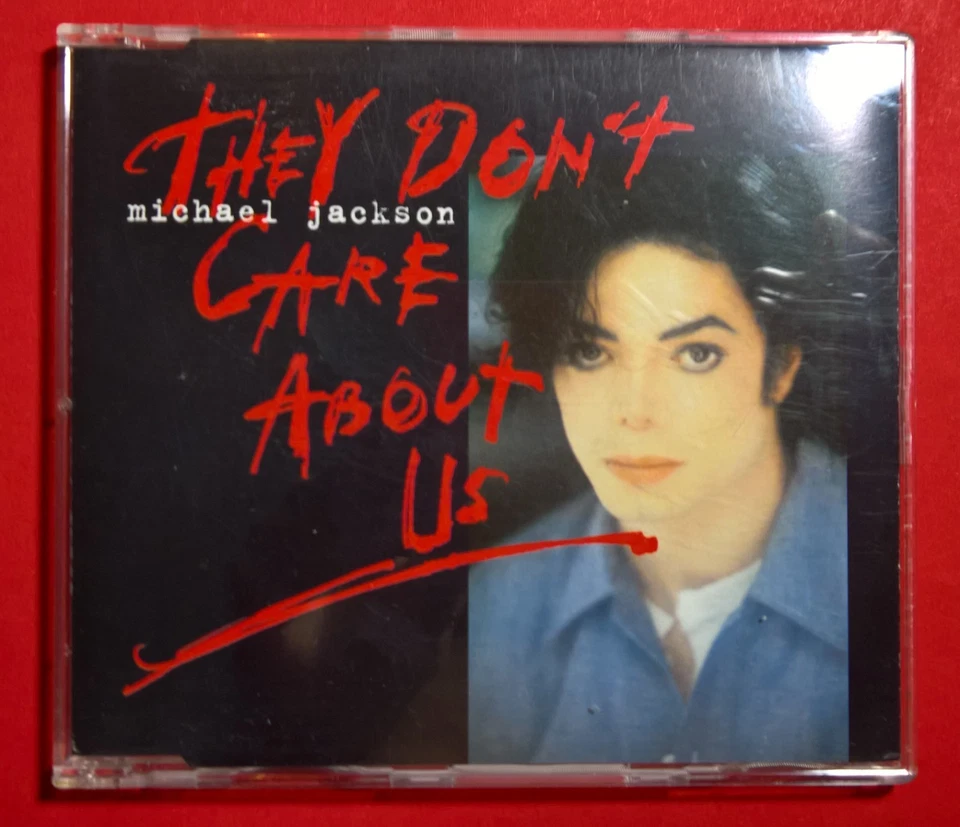 THEY DON'T
michael jackson
CARE
ABOUT
US